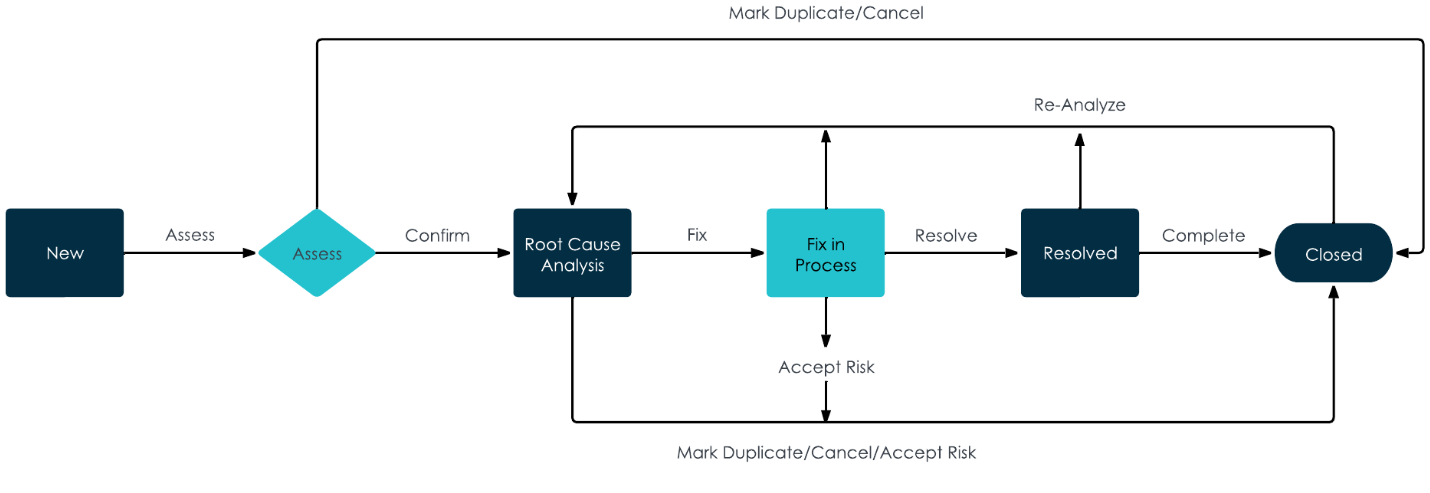 Mark Duplicate/Cancel
Re-Analyze
New
Assess
Assess
Confirm
Root Cause
Analysis
Fix
Fix in
Process
Resolve
Resolved
Complete
Closed
Accept Risk
Mark Duplicate/Cancel/Accept Risk